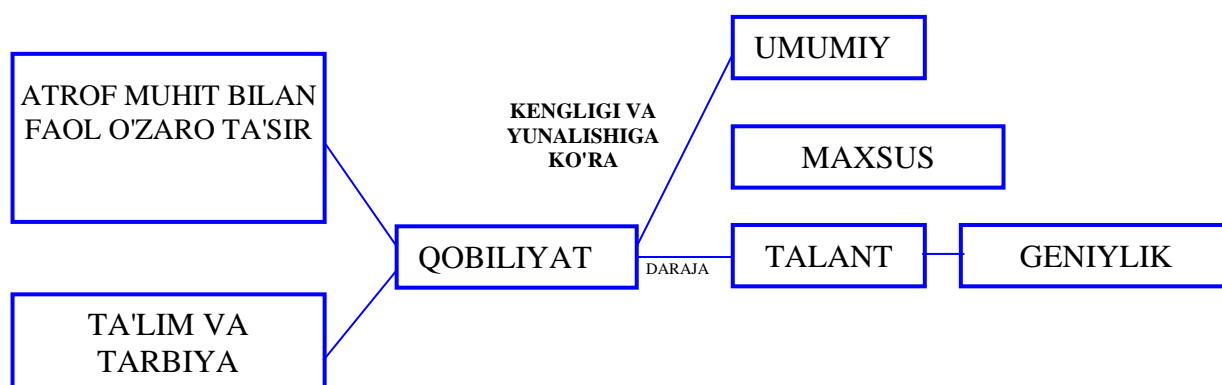 ATROF MUHIT BILAN
FAOL O'ZARO TA'SIR
TA'LIM VA
TARBIYA
QOBILIYAT
KENGLIGI VA
YUNALISHIGA
KO'RA
UMUMIY
MAXSUS
DARAJA
TALANT
GENIYLIK